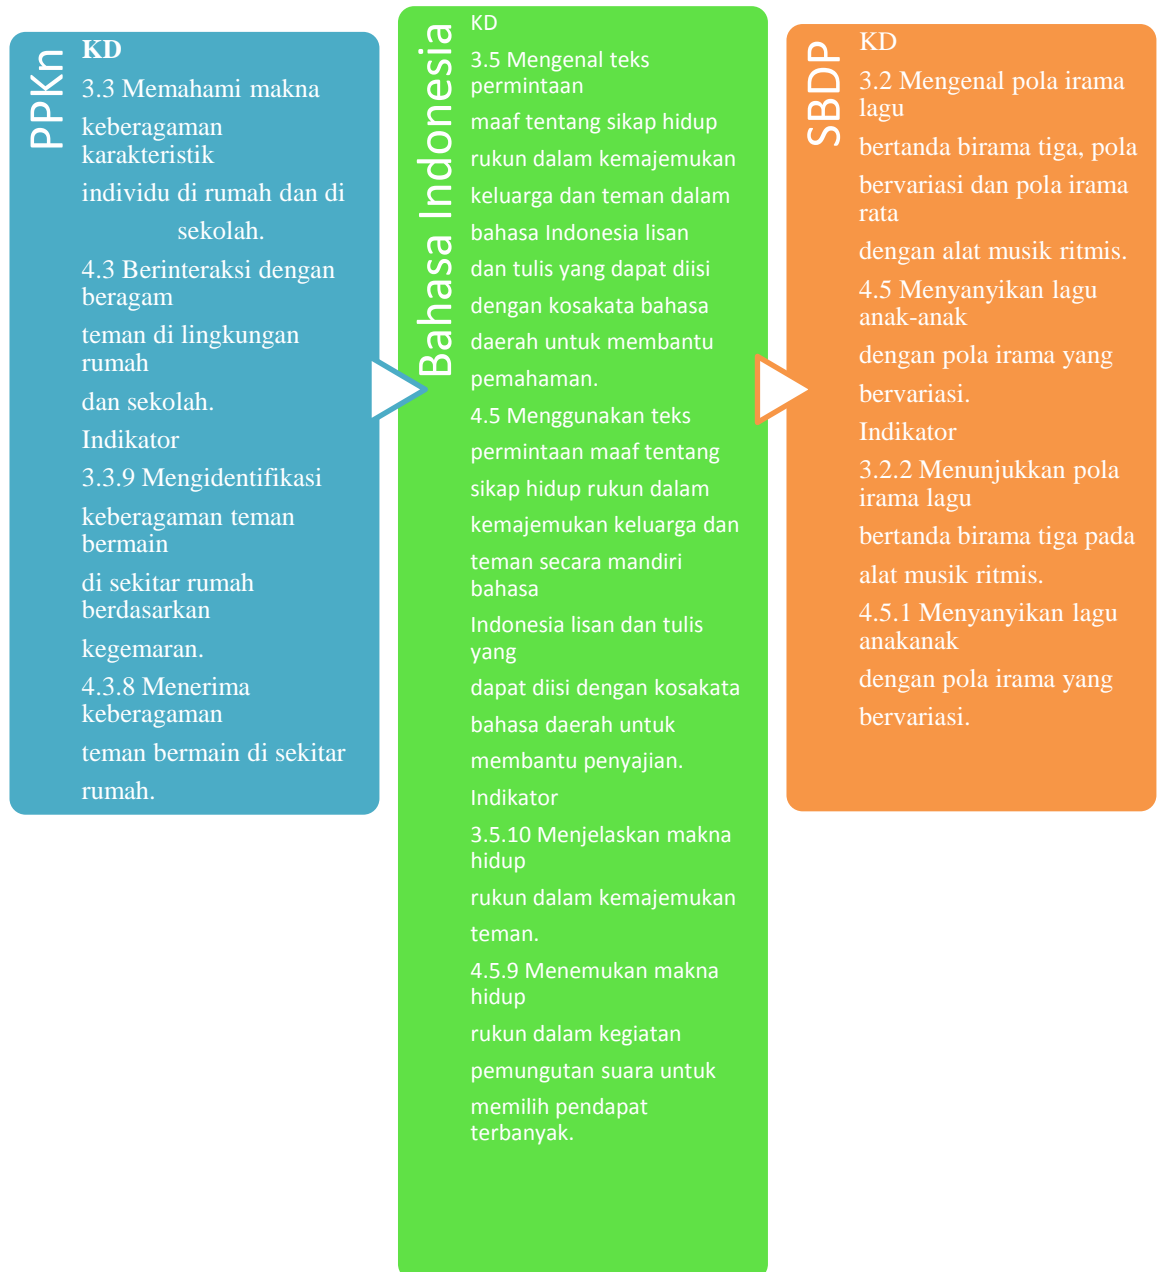 PPKn
KD
3.3 Memahami makna
keberagaman
karakteristik
individu di rumah dan di
sekolah.
4.3 Berinteraksi dengan
beragam
teman di lingkungan
rumah
dan sekolah.
Indikator
3.3.9 Mengidentifikasi
keberagaman teman
bermain
di sekitar rumah
berdasarkan
kegemaran.
4.3.8 Menerima
keberagaman
teman bermain di sekitar
rumah.
Bahasa Indonesia
KD
3.5 Mengenal teks
permintaan
maaf tentang sikap hidup
rukun dalam kemajemukan
keluarga dan teman dalam
bahasa Indonesia lisan
dan tulis yang dapat diisi
dengan kosakata bahasa
daerah untuk membantu
pemahaman.
4.5 Menggunakan teks
permintaan maaf tentang
sikap hidup rukun dalam
kemajemukan keluarga dan
teman secara mandiri
bahasa
Indonesia lisan dan tulis
yang
dapat diisi dengan kosakata
bahasa daerah untuk
membantu penyajian.
Indikator
3.5.10 Menjelaskan makna
hidup
rukun dalam kemajemukan
teman.
4.5.9 Menemukan makna
hidup
rukun dalam kegiatan
pemungutan suara untuk
memilih pendapat
terbanyak.
SBDP
KD
3.2 Mengenal pola irama
lagu
bertanda birama tiga, pola
bervariasi dan pola irama
rata
dengan alat musik ritmis.
4.5 Menyanyikan lagu
anak-anak
dengan pola irama yang
bervariasi.
Indikator
3.2.2 Menunjukkan pola
irama lagu
bertanda birama tiga pada
alat musik ritmis.
4.5.1 Menyanyikan lagu
anakanak
dengan pola irama yang
bervariasi.